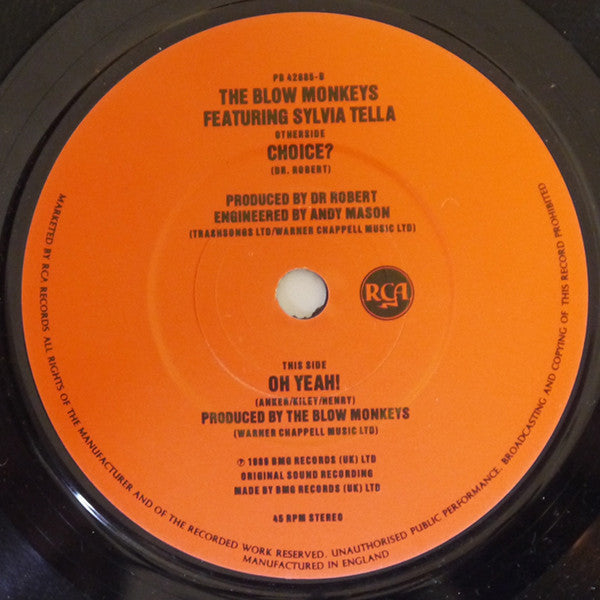 PB 42885-B
THE BLOW MONKEYS
FEATURING SYLVIA TELLA
OTHERSIDE
CHOICE?
(DR. ROBERT)
PRODUCED BY DR ROBERT
ENGINEERED BY ANDY MASON
(TRASHSONGS LTD/WARNER CHAPPELL MUSIC LTD)
RCA
THIS SIDE
OH YEAH!
(ANKER/KILEY/HENRY)
PRODUCED BY THE BLOW MONKEYS
(WARNER CHAPPELL MUSIC LTD)
℗ 1989 BMG RECORDS (UK) LTD
ORIGINAL SOUND RECORDING
MADE BY BMG RECORDS (UK) LTD
45 RPM STEREO
MARKETED BY RCA RECORDS ALL RIGHTS OF THE MANUFACTURER AND OF THE RECORDED WORK RESERVED. UNAUTHORISED PUBLIC PERFORMANCE, BROADCASTING AND COPYING OF THIS RECORD PROHIBITED
MANUFACTURED IN ENGLAND